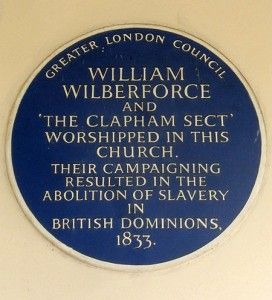 GREATER LONDON COUNCIL
WILLIAM
WILBERFORCE
AND
'THE CLAPHAM SECT'
WORSHIPPED IN THIS
CHURCH.
THEIR CAMPAIGNING
RESULTED IN THE
ABOLITION OF SLAVERY
IN
BRITISH DOMINIONS,
1833.